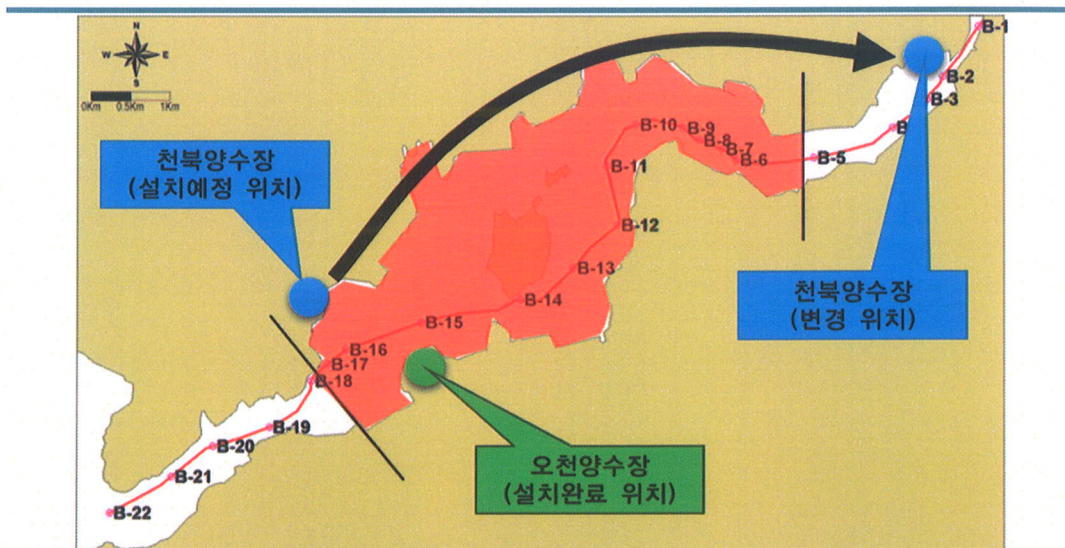 N
W E
S
0Km 0.5Km 1Km
B-1
B-2
B-3
B
B-5
B-6
B-7
B-8
B-9
B-10
B-11
B-12
B-13
B-14
B-15
B-16
B-17
B-18
B-19
B-20
B-21
B-22
천북양수장
(설치예정 위치)
천북양수장
(변경 위치)
오천양수장
(설치완료 위치)